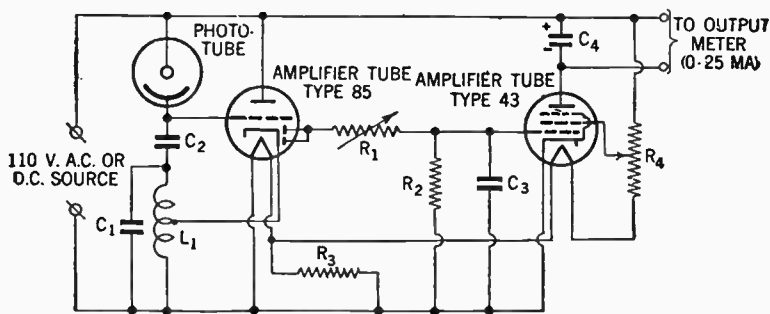 PHOTO-
TUBE
AMPLIFIER TUBE
TYPE 85
AMPLIFIER TUBE
TYPE 43
+
-
C4
TO OUTPUT
METER
(0-25 MA)
110 V. A.C. OR
D.C. SOURCE
C2
C1
L1
R1
R2
C3
R3
R4